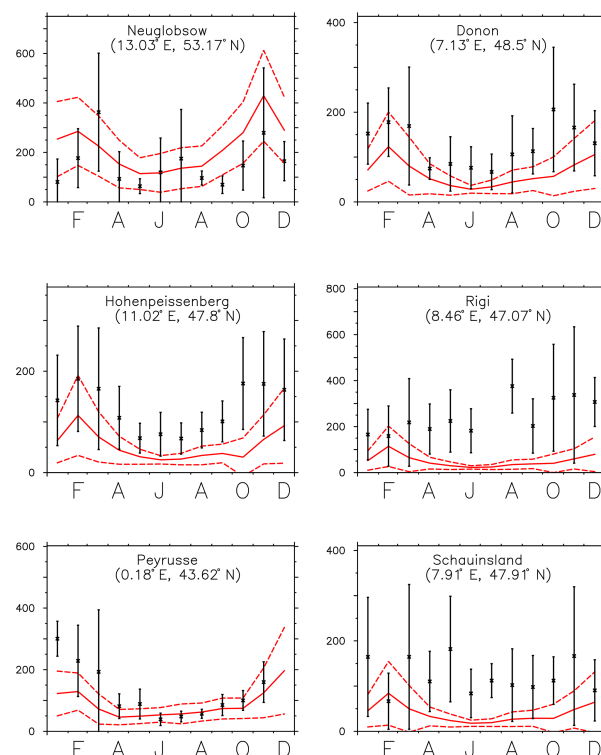 Neuglobsow
(13.03° E, 53.17° N)
600
400
200
0
F A J A O D
Donon
(7.13° E, 48.5° N)
400
200
0
F A J A O D
Hohenpeissenberg
(11.02° E, 47.8° N)
200
0
F A J A O D
Rigi
(8.46° E, 47.07° N)
800
600
400
200
0
F A J A O D
Peyrusse
(0.18° E, 43.62° N)
600
400
200
0
F A J A O D
Schauinsland
(7.91° E, 47.91° N)
400
200
0
F A J A O D